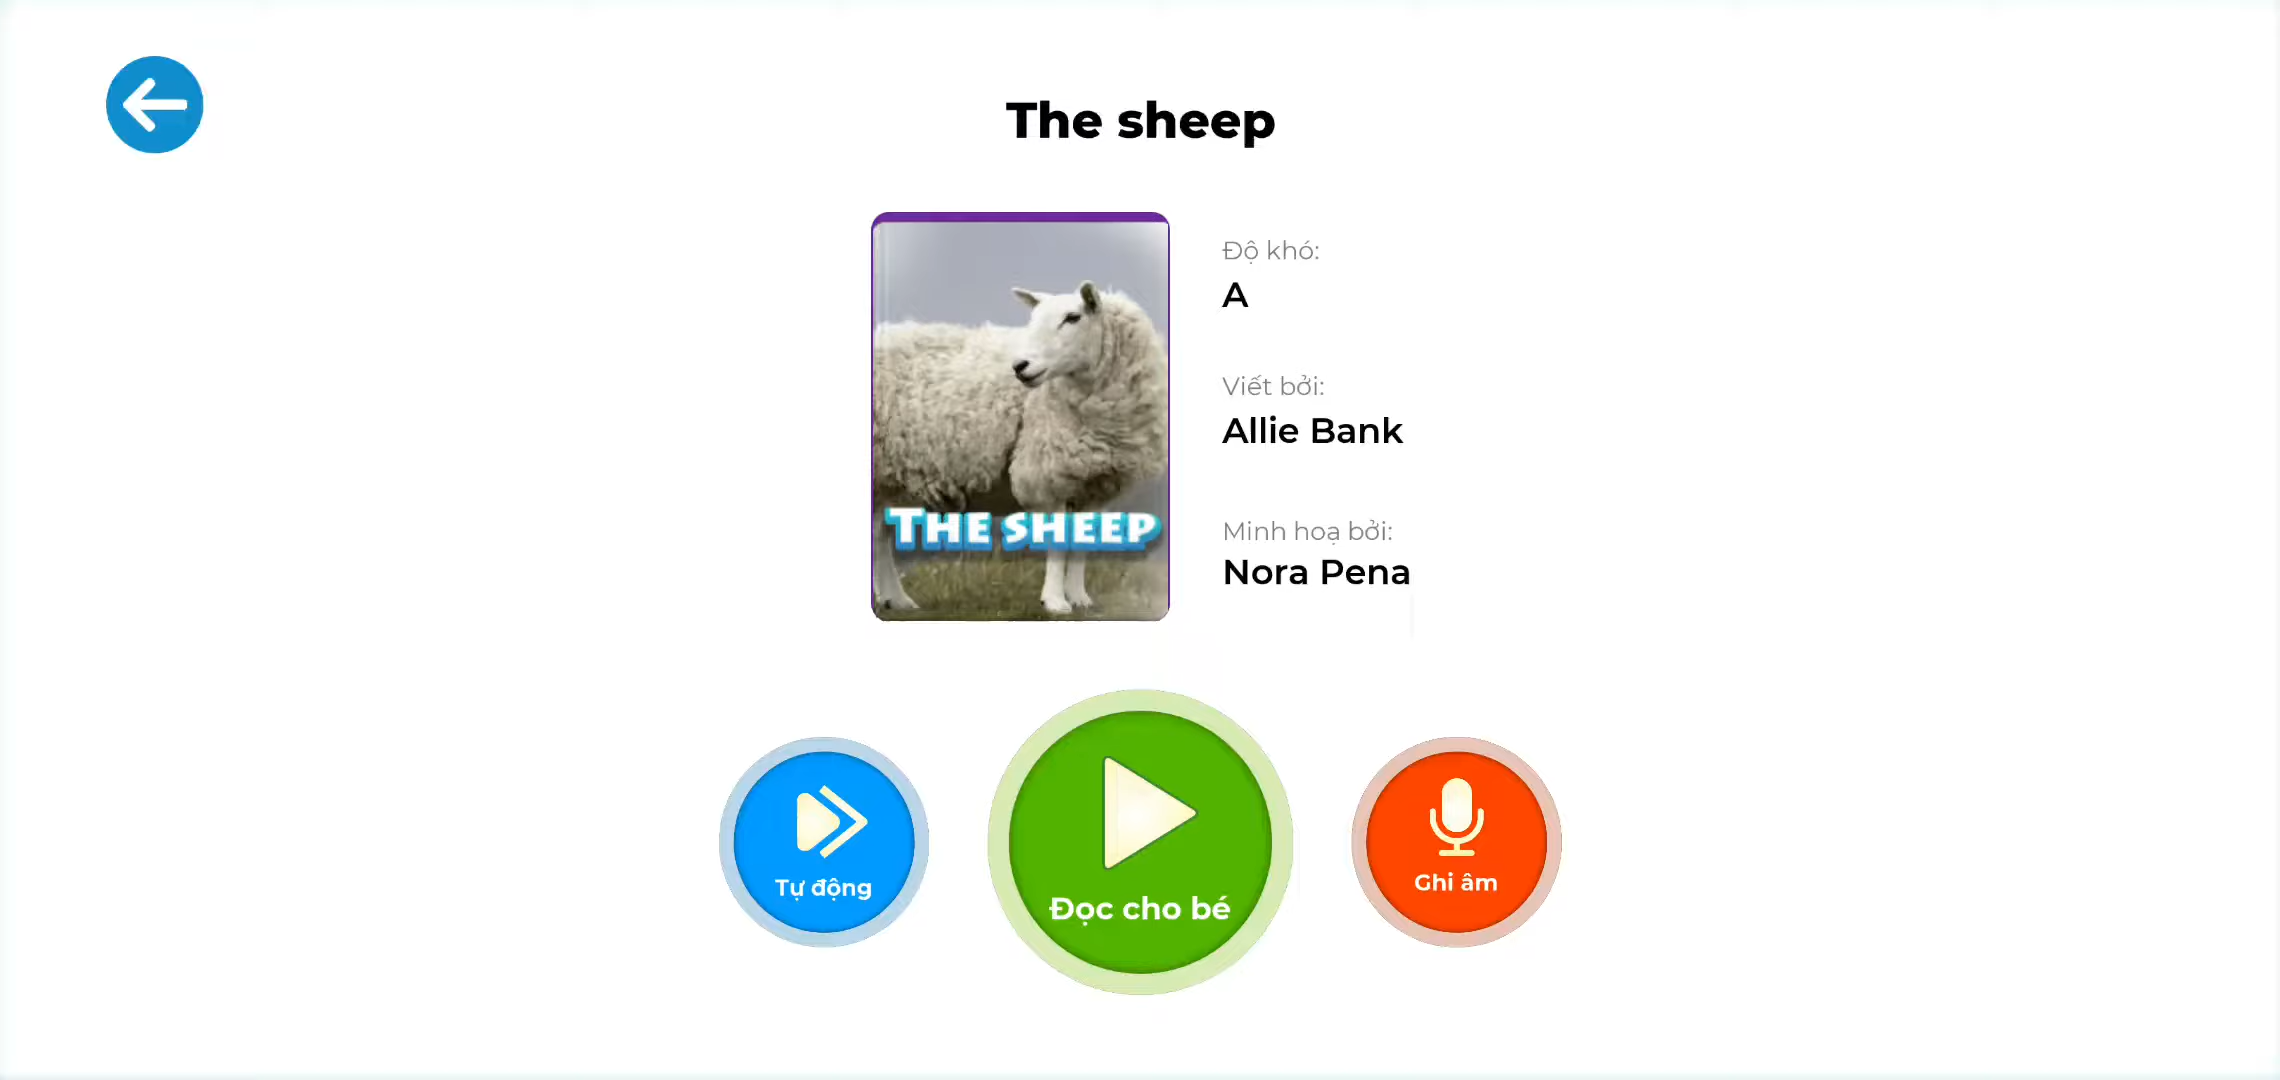 The sheep
THE SHEEP
Độ khó:
A
Viết bởi:
Allie Bank
Minh hoạ bởi:
Nora Pena
Tự động
Đọc cho bé
Ghi âm